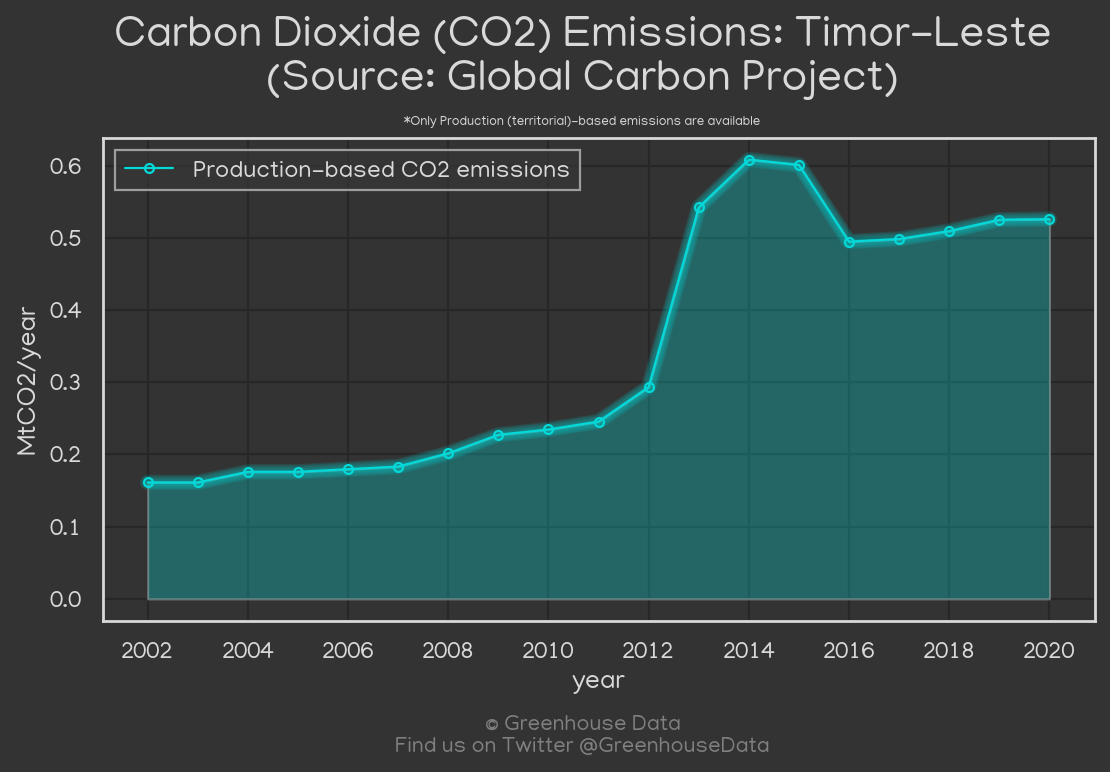 Carbon Dioxide (CO2) Emissions: Timor-Leste
(Source: Global Carbon Project)
*Only Production (territorial)-based emissions are available
Production-based CO2 emissions
0.6
0.5
0.4
0.3
0.2
0.1
0.0
MtCO2/year
2002 2004 2006 2008 2010 2012 2014 2016 2018 2020
year
© Greenhouse Data
Find us on Twitter @GreenhouseData